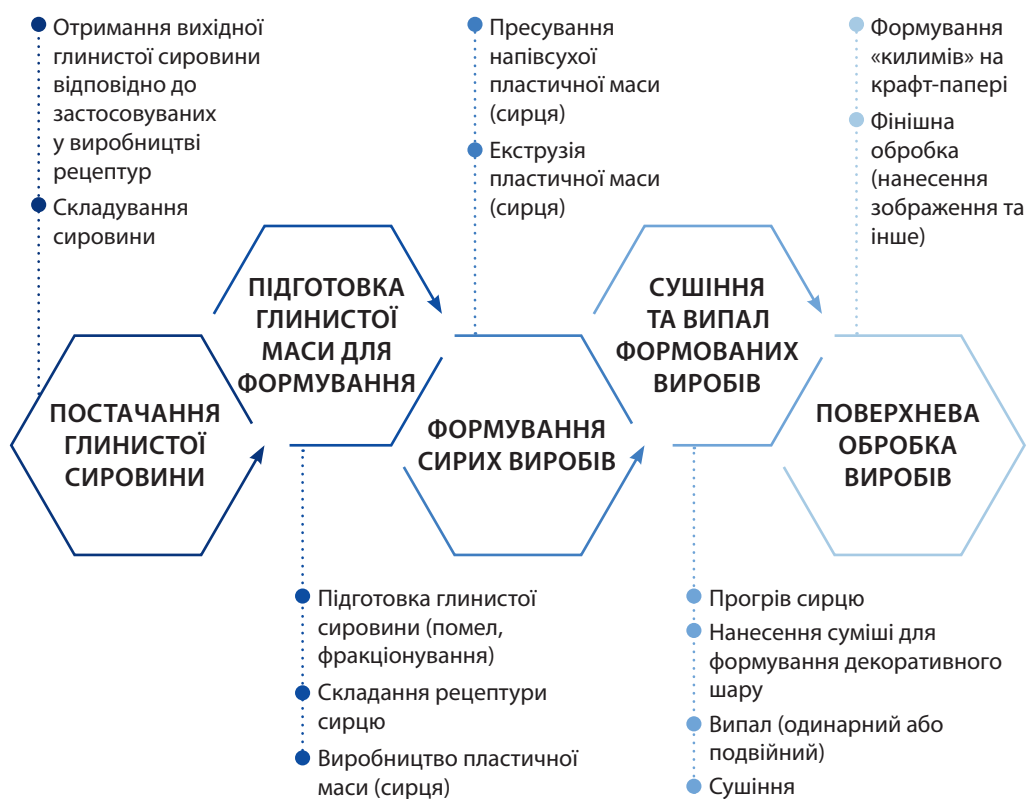 Отримання вихідної
глинистої сировини
відповідно до
застосовуваних
у виробництві
рецептур
Складування
сировини
ПОСТАЧАННЯ
ГЛИНИСТОЇ
СИРОВИНИ
ПІДГОТОВКА
ГЛИНИСТОЇ
МАСИ ДЛЯ
ФОРМУВАННЯ
Підготовка глинистої
сировини (помел,
фракціонування)
Складання рецептури
сирцю
Виробництво пластичної
маси (сирця)
Пресування
напівсухої
пластичної маси
(сирця)
Екструзія
пластичної маси
(сирця)
ФОРМУВАННЯ
СИРИХ ВИРОБІВ
СУШІННЯ
ТА ВИПАЛ
ФОРМОВАНИХ
ВИРОБІВ
Прогрів сирцю
Нанесення суміші для
формування декоративного
шару
Випал (одинарний або
подвійний)
Сушіння
Формування
«килимів» на
крафт-папері
Фінішна
обробка
(нанесення
зображення та
інше)
ПОВЕРХНЕВА
ОБРОБКА
ВИРОБІВ